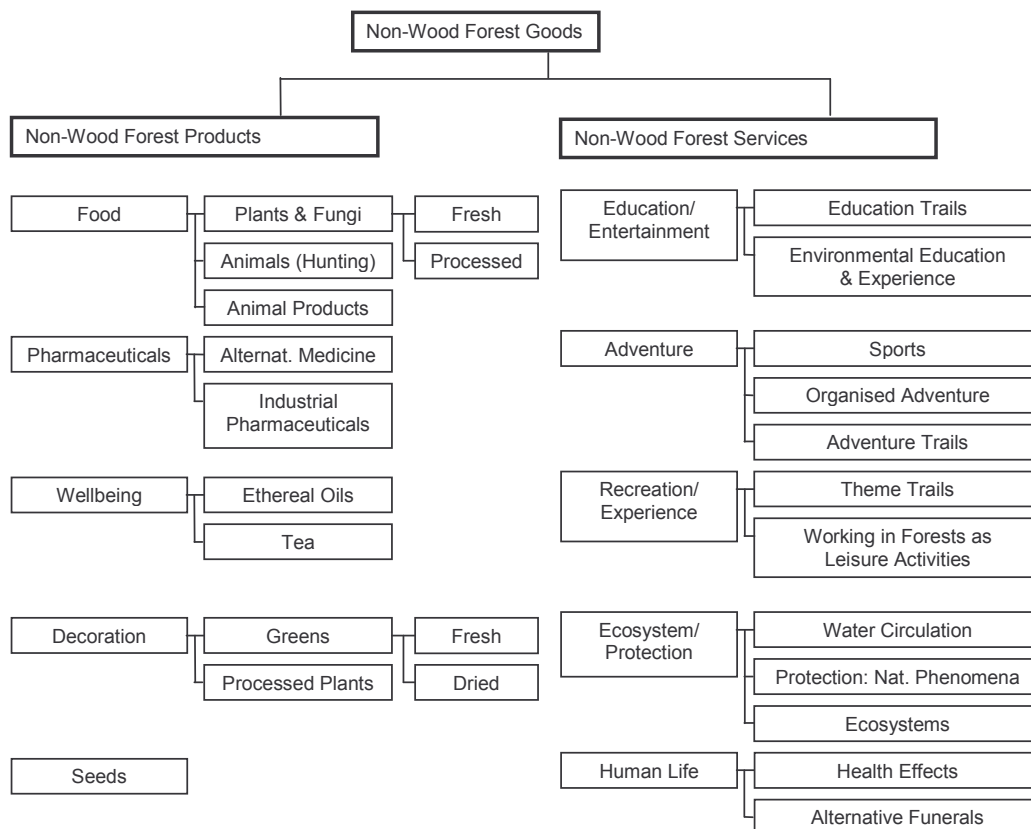 Non-Wood Forest Goods
Non-Wood Forest Products
Food
Plants & Fungi
Fresh
Processed
Animals (Hunting)
Animal Products
Pharmaceuticals
Alternat. Medicine
Industrial
Pharmaceuticals
Wellbeing
Ethereal Oils
Tea
Decoration
Greens
Fresh
Dried
Processed Plants
Seeds
Non-Wood Forest Services
Education/
Entertainment
Education Trails
Environmental Education
& Experience
Adventure
Sports
Organised Adventure
Adventure Trails
Recreation/
Experience
Theme Trails
Working in Forests as
Leisure Activities
Ecosystem/
Protection
Water Circulation
Protection: Nat. Phenomena
Ecosystems
Human Life
Health Effects
Alternative Funerals